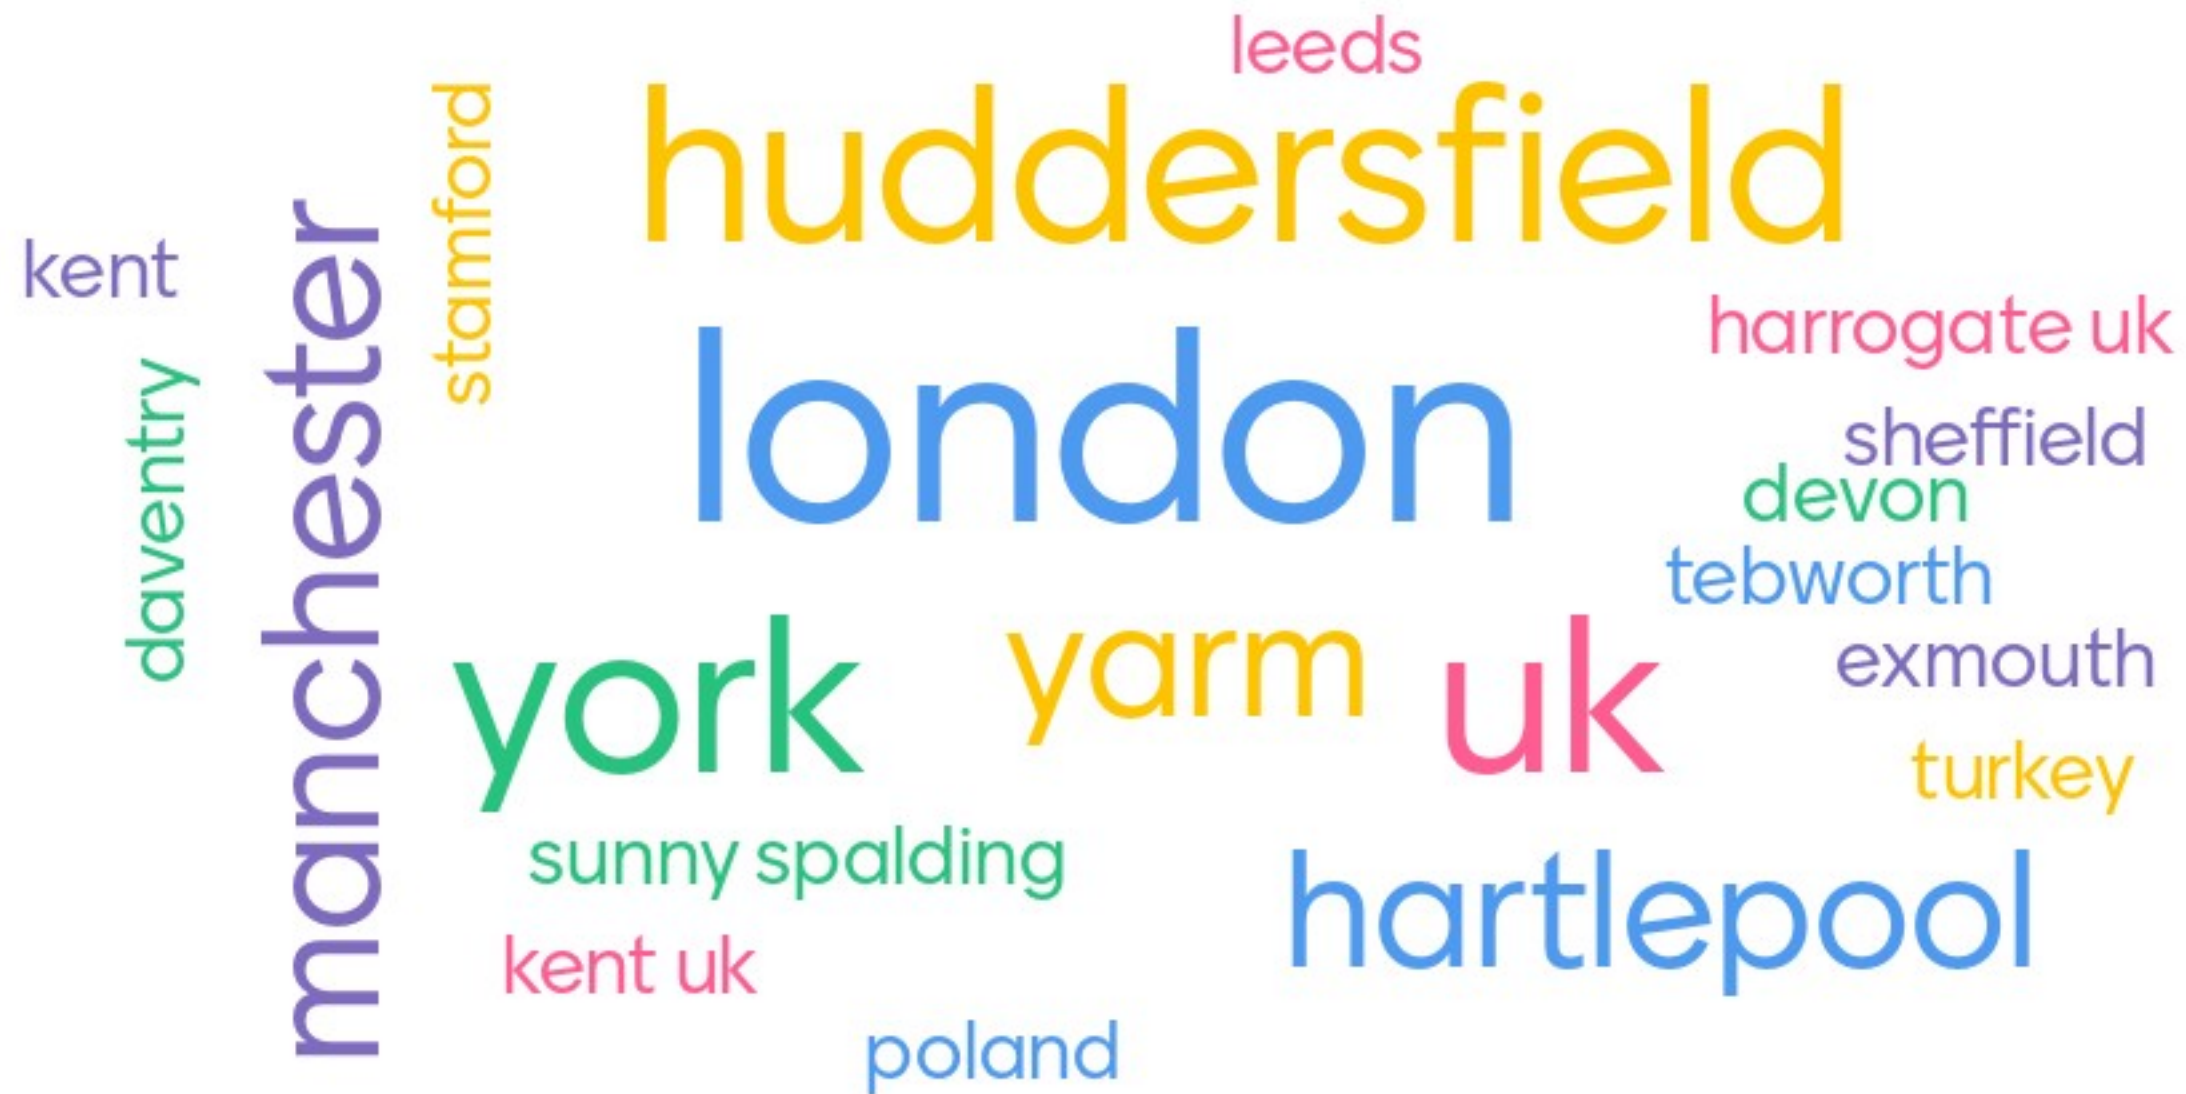 leeds
huddersfield
stamford
manchester
kent
harrogate uk
london
daventry
sheffield
devon
tebworth
york
yarm
uk
exmouth
turkey
sunny spalding
hartlepool
kent uk
poland